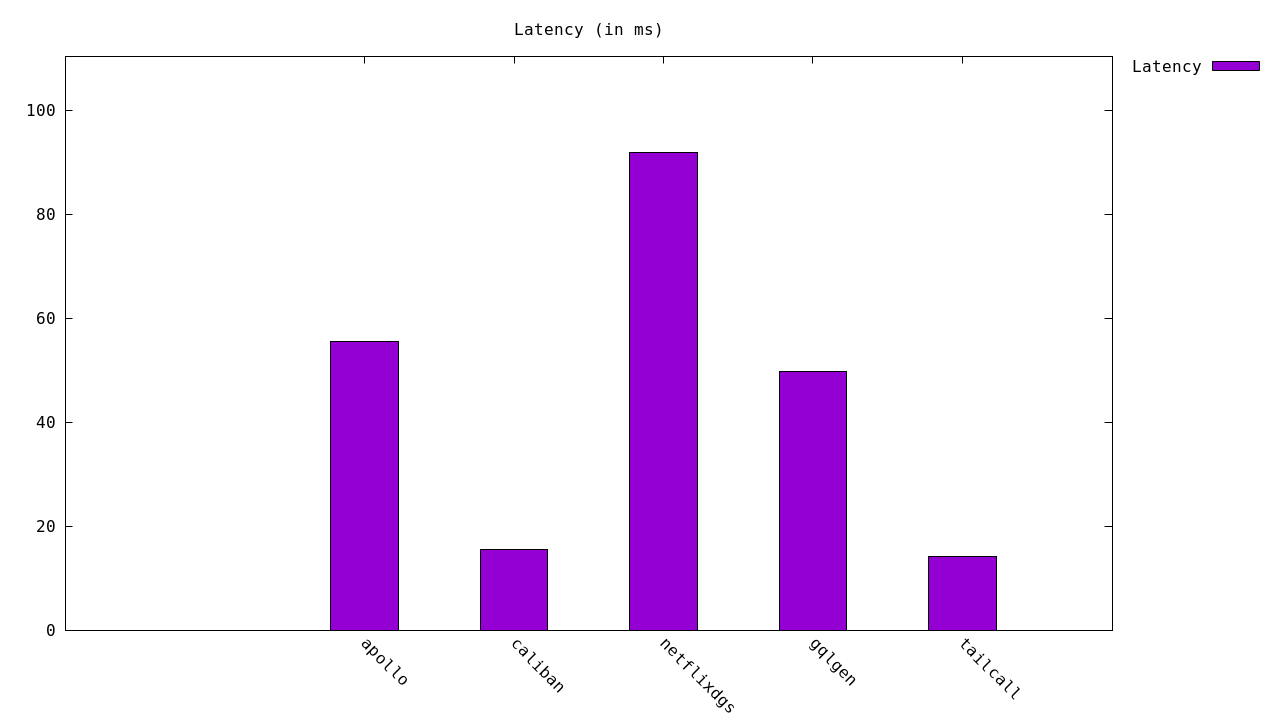 Latency (in ms)
Latency
100
80
60
40
20
0
apollo
caliban
netflixdgs
gqlgen
tailcall